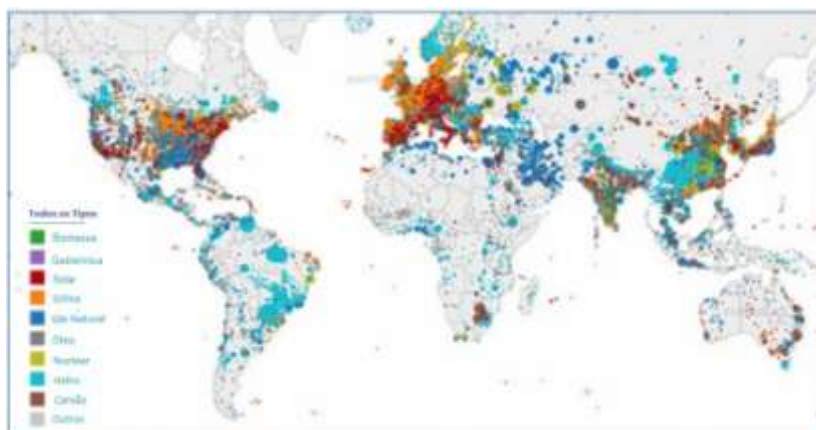 Todos os Tipos
Biomassa
Geotérmica
Solar
Eólica
Gás Natural
Óleo
Nuclear
Hidro
Carvão
Outros